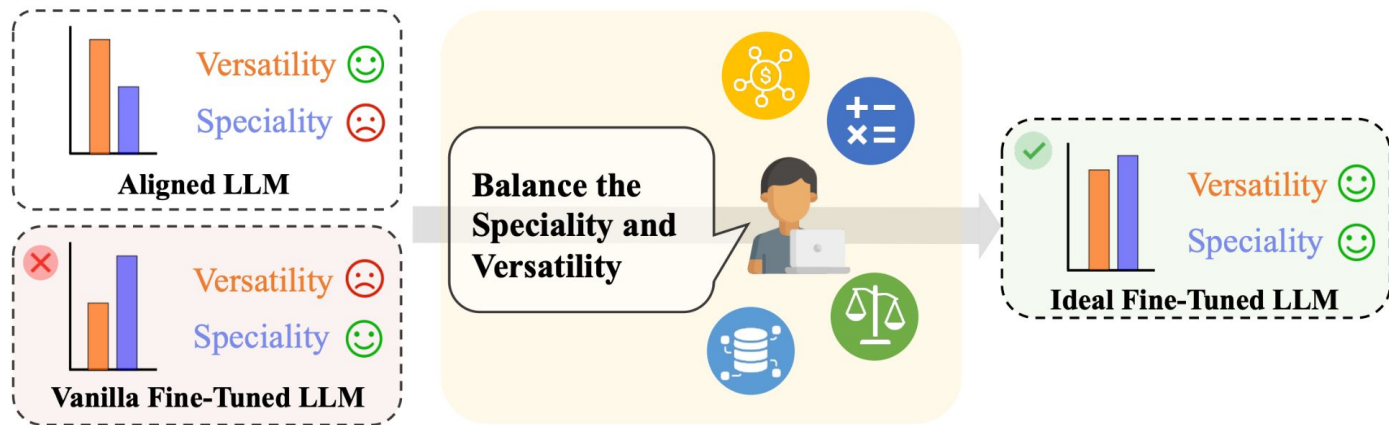 Versatility
Speciality
Aligned LLM
Versatility
Speciality
Vanilla Fine-Tuned LLM
$
Balance the
Speciality and
Versatility
Versatility
Speciality
Ideal Fine-Tuned LLM